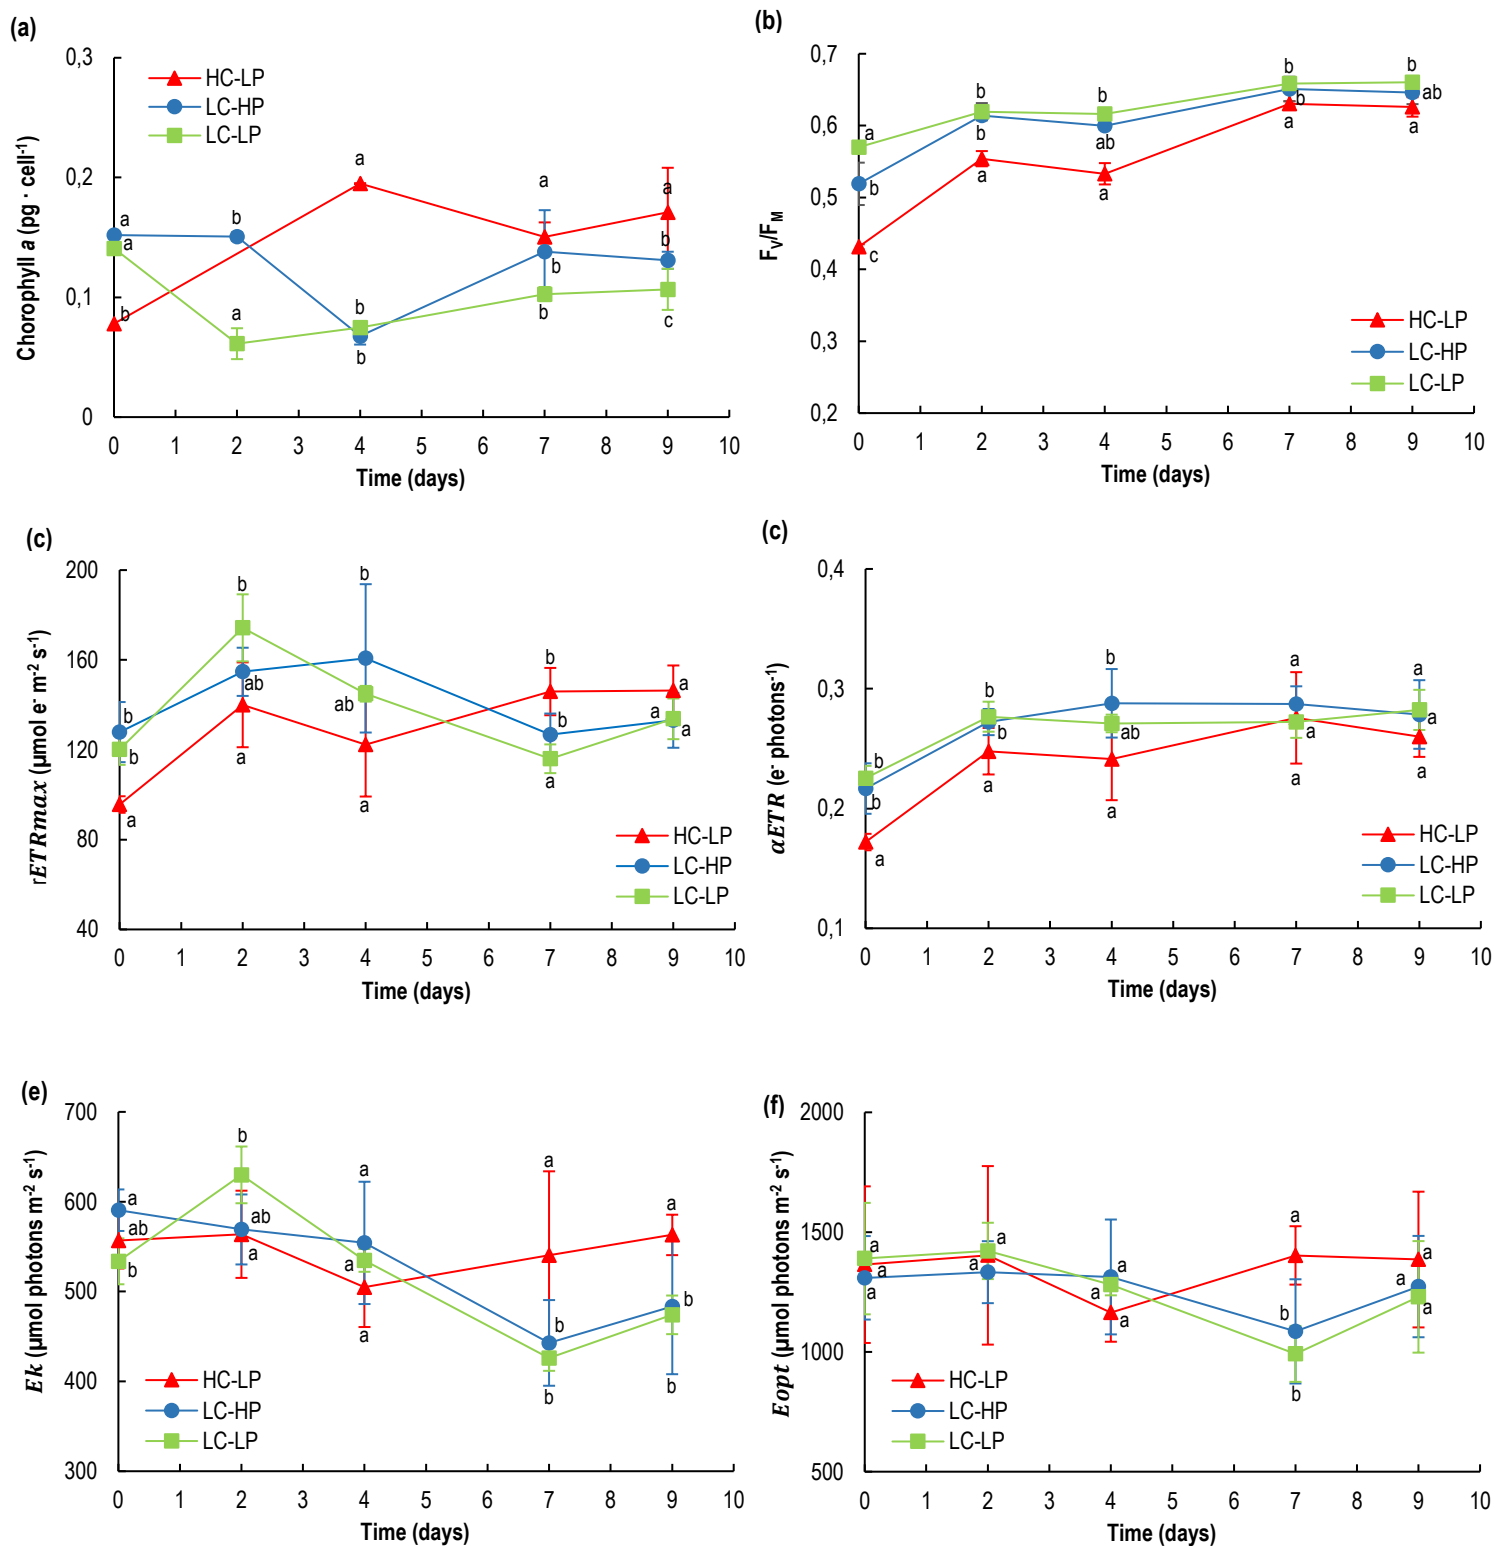 (a)
0,3
0,2
0,1
0
Chorophyll a (pg · cell-1)
HC-LP
LC-HP
LC-LP
a
a
b
b
a
a
b
b
a
b
b
a
b
c
0 1 2 3 4 5 6 7 8 9 10
Time (days)
(b)
0,7
0,6
0,5
0,4
0,3
0,2
FV/FM
a
b
c
b
b
a
b
ab
a
b
b
a
b
ab
a
HC-LP
LC-HP
LC-LP
0 1 2 3 4 5 6 7 8 9 10
Time (days)
(c)
200
160
120
80
40
rETRmax (µmol e- m-2 s-1)
b
b
a
b
ab
a
b
ab
a
b
b
a
a
a
a
HC-LP
LC-HP
LC-LP
0 1 2 3 4 5 6 7 8 9 10
Time (days)
(c)
0,4
0,3
0,2
0,1
αETR (e- photons-1)
b
b
a
b
b
a
b
ab
a
a
a
a
a
a
a
HC-LP
LC-HP
LC-LP
0 1 2 3 4 5 6 7 8 9 10
Time (days)
(e)
700
600
500
400
300
Ek (µmol photons m-2 s-1)
a
ab
b
b
ab
a
a
a
a
a
b
b
a
b
b
HC-LP
LC-HP
LC-LP
0 1 2 3 4 5 6 7 8 9 10
Time (days)
(f)
2000
1500
1000
500
Eopt (µmol photons m-2 s-1)
a
a
a
a
a
a
a
a
a
a
b
b
a
a
a
HC-LP
LC-HP
LC-LP
0 1 2 3 4 5 6 7 8 9 10
Time (days)